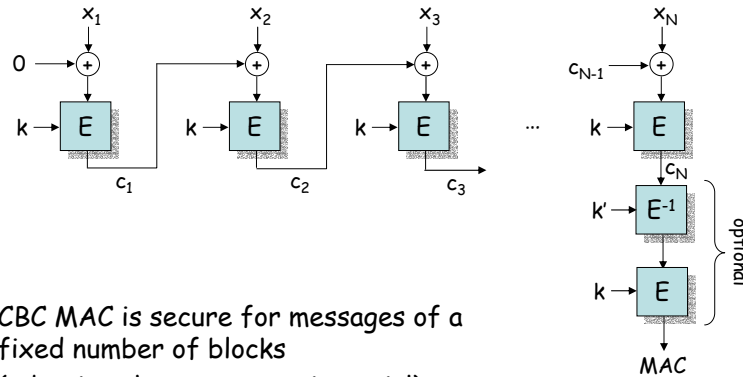 x1 x2 x3 xN
0 + + + cN-1 +
k E k E k E ... k E
c1 c2 c3 cN
k' E-1
optional
k E
MAC
CBC MAC is secure for messages of a
fixed number of blocks